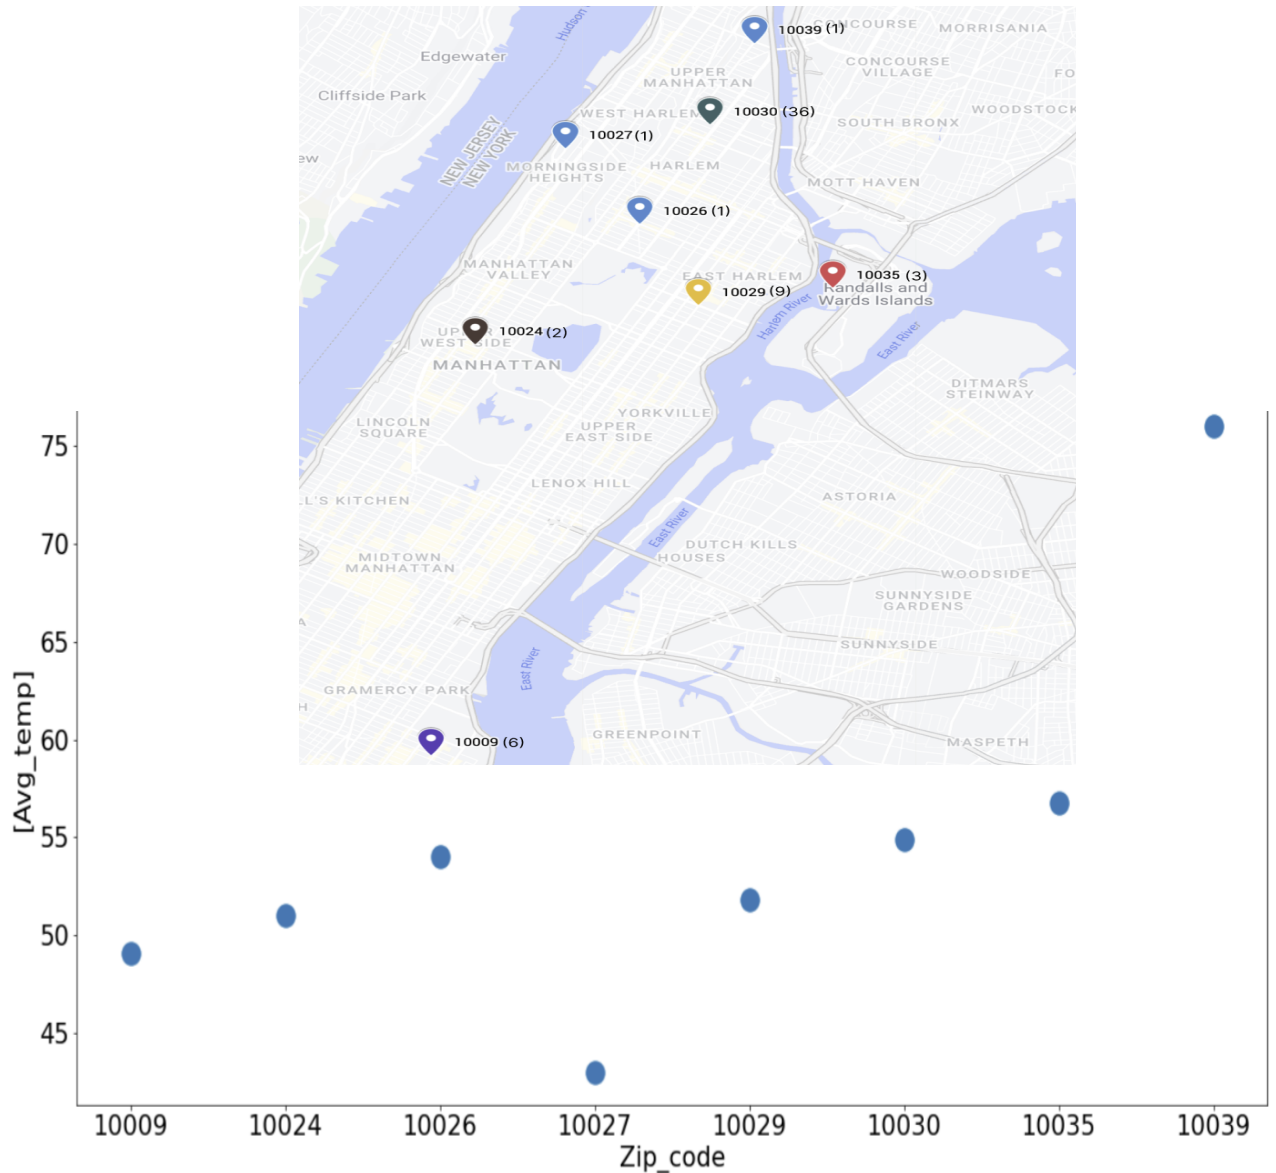 Hudson
10039 (1)
CONCOURSE
MORRISANIA
Edgewater
CONCOURSE
VILLAGE
FO
UPPER
MANHATTAN
Cliffside Park
WEST HARLEM
10030 (36)
WOODSTOCK
SOUTH BRONX
10027 (1)
NEW JERSEY
NEW YORK
ew
MORNINGSIDE
HEIGHTS
HARLEM
MOTT HAVEN
10026 (1)
MANHATTAN
VALLEY
EAST HARLEM
10035 (3)
10029 (9)
Randalls and
Wards Islands
Harlem River
East River
UP
WEST SIDE
10024 (2)
MANHATTAN
DITMARS
STEINWAY
YORKVILLE
LINCOLN
SQUARE
UPPER
EAST SIDE
LENOX HILL
L'S KITCHEN
ASTORIA
East River
DUTCH KILLS
HOUSES
MIDTOWN
MANHATTAN
WOODSIDE
SUNNYSIDE
GARDENS
A
SUNNYSIDE
East River
GRAMERCY PARK
H
GREENPOINT
10009 (6)
MASPETH
75
70
65
60
55
50
45
[Avg_temp]
10009 10024 10026 10027 10029 10030 10035 10039
Zip_code